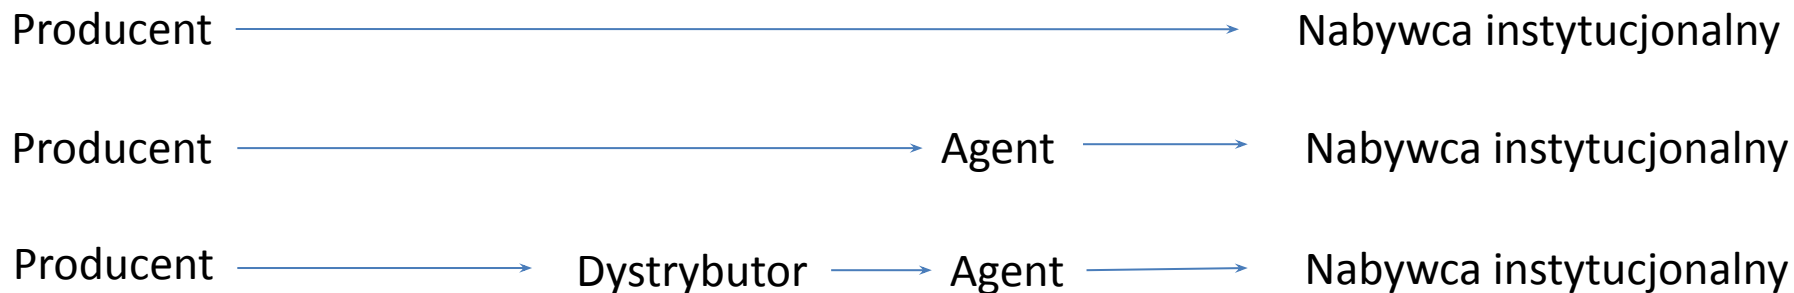 Producent Nabywca instytucjonalny
Producent Agent Nabywca instytucjonalny
Producent Dystrybutor Agent Nabywca instytucjonalny